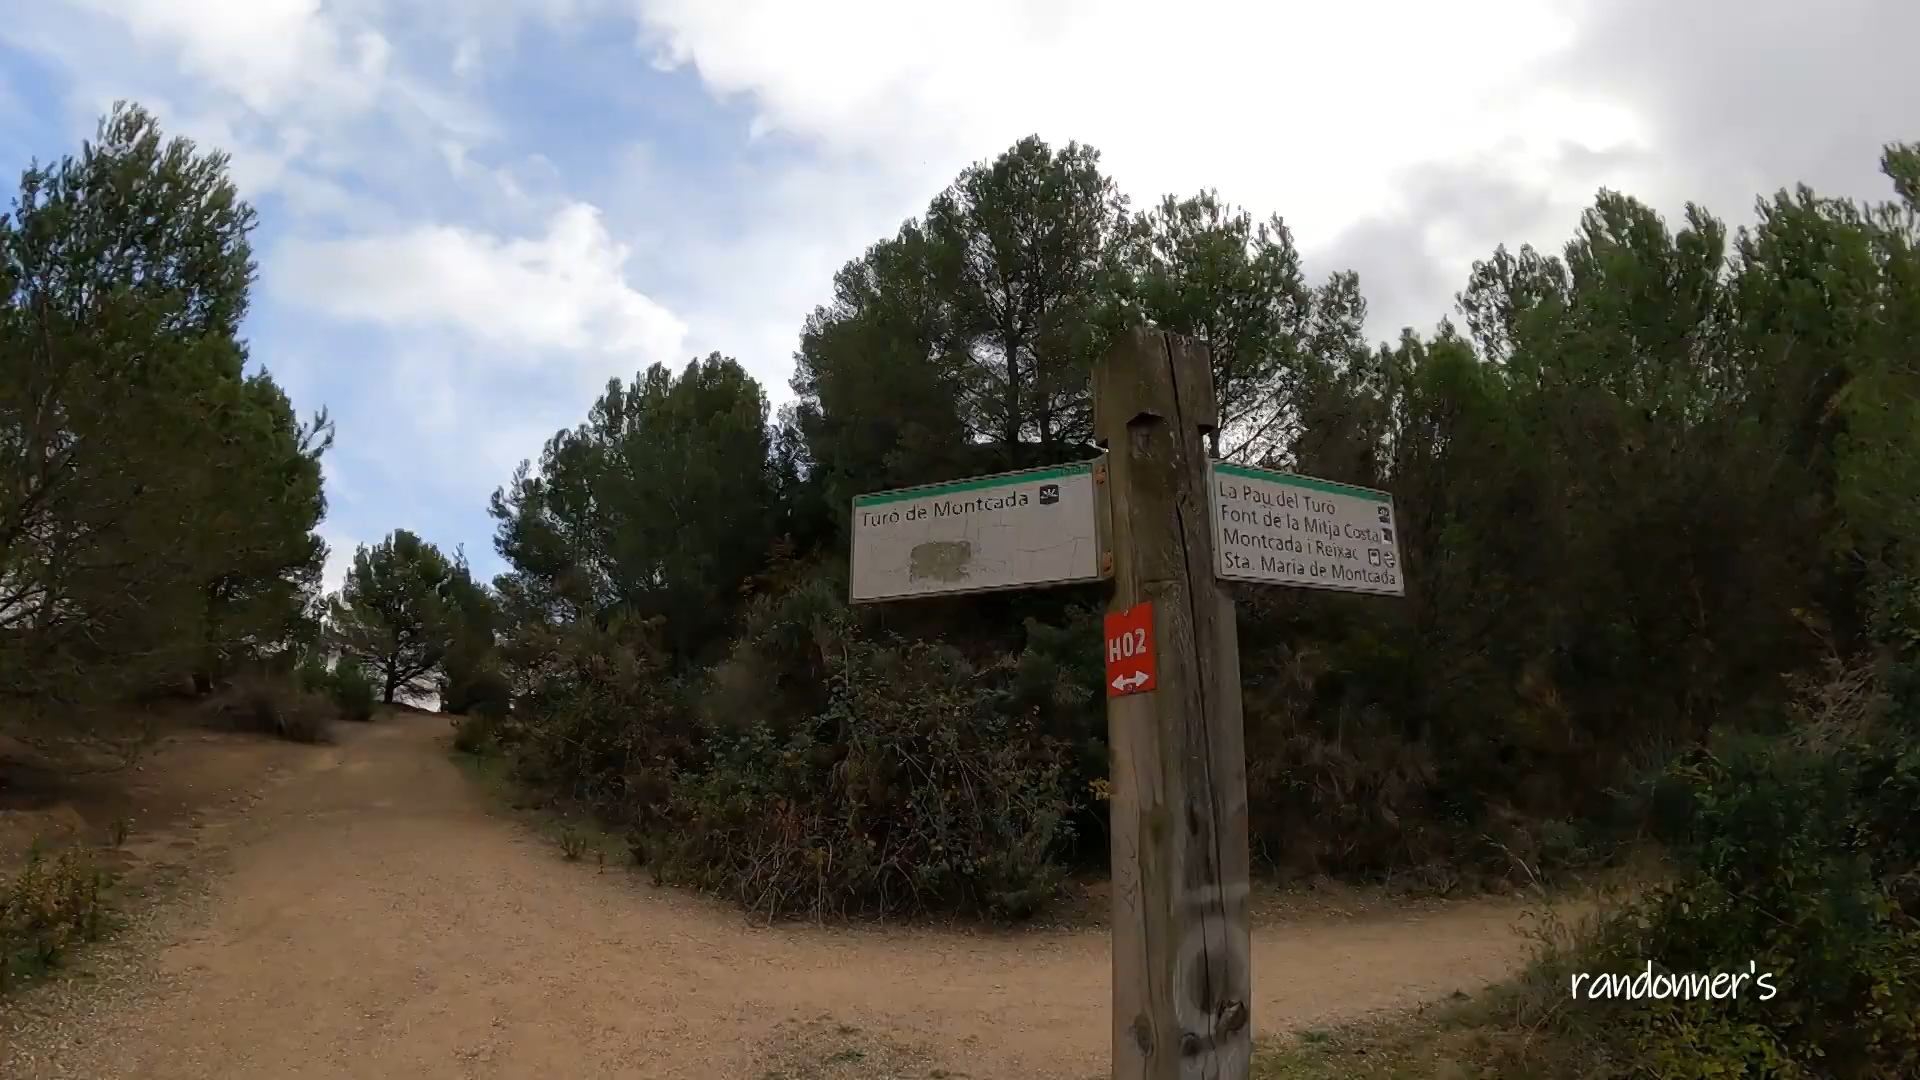 Turó de Montcada
La Pau del Turó
Font de la Mitja Costa
Montcada i Reixac
Sta. Maria de Montcada
H02
randonner's